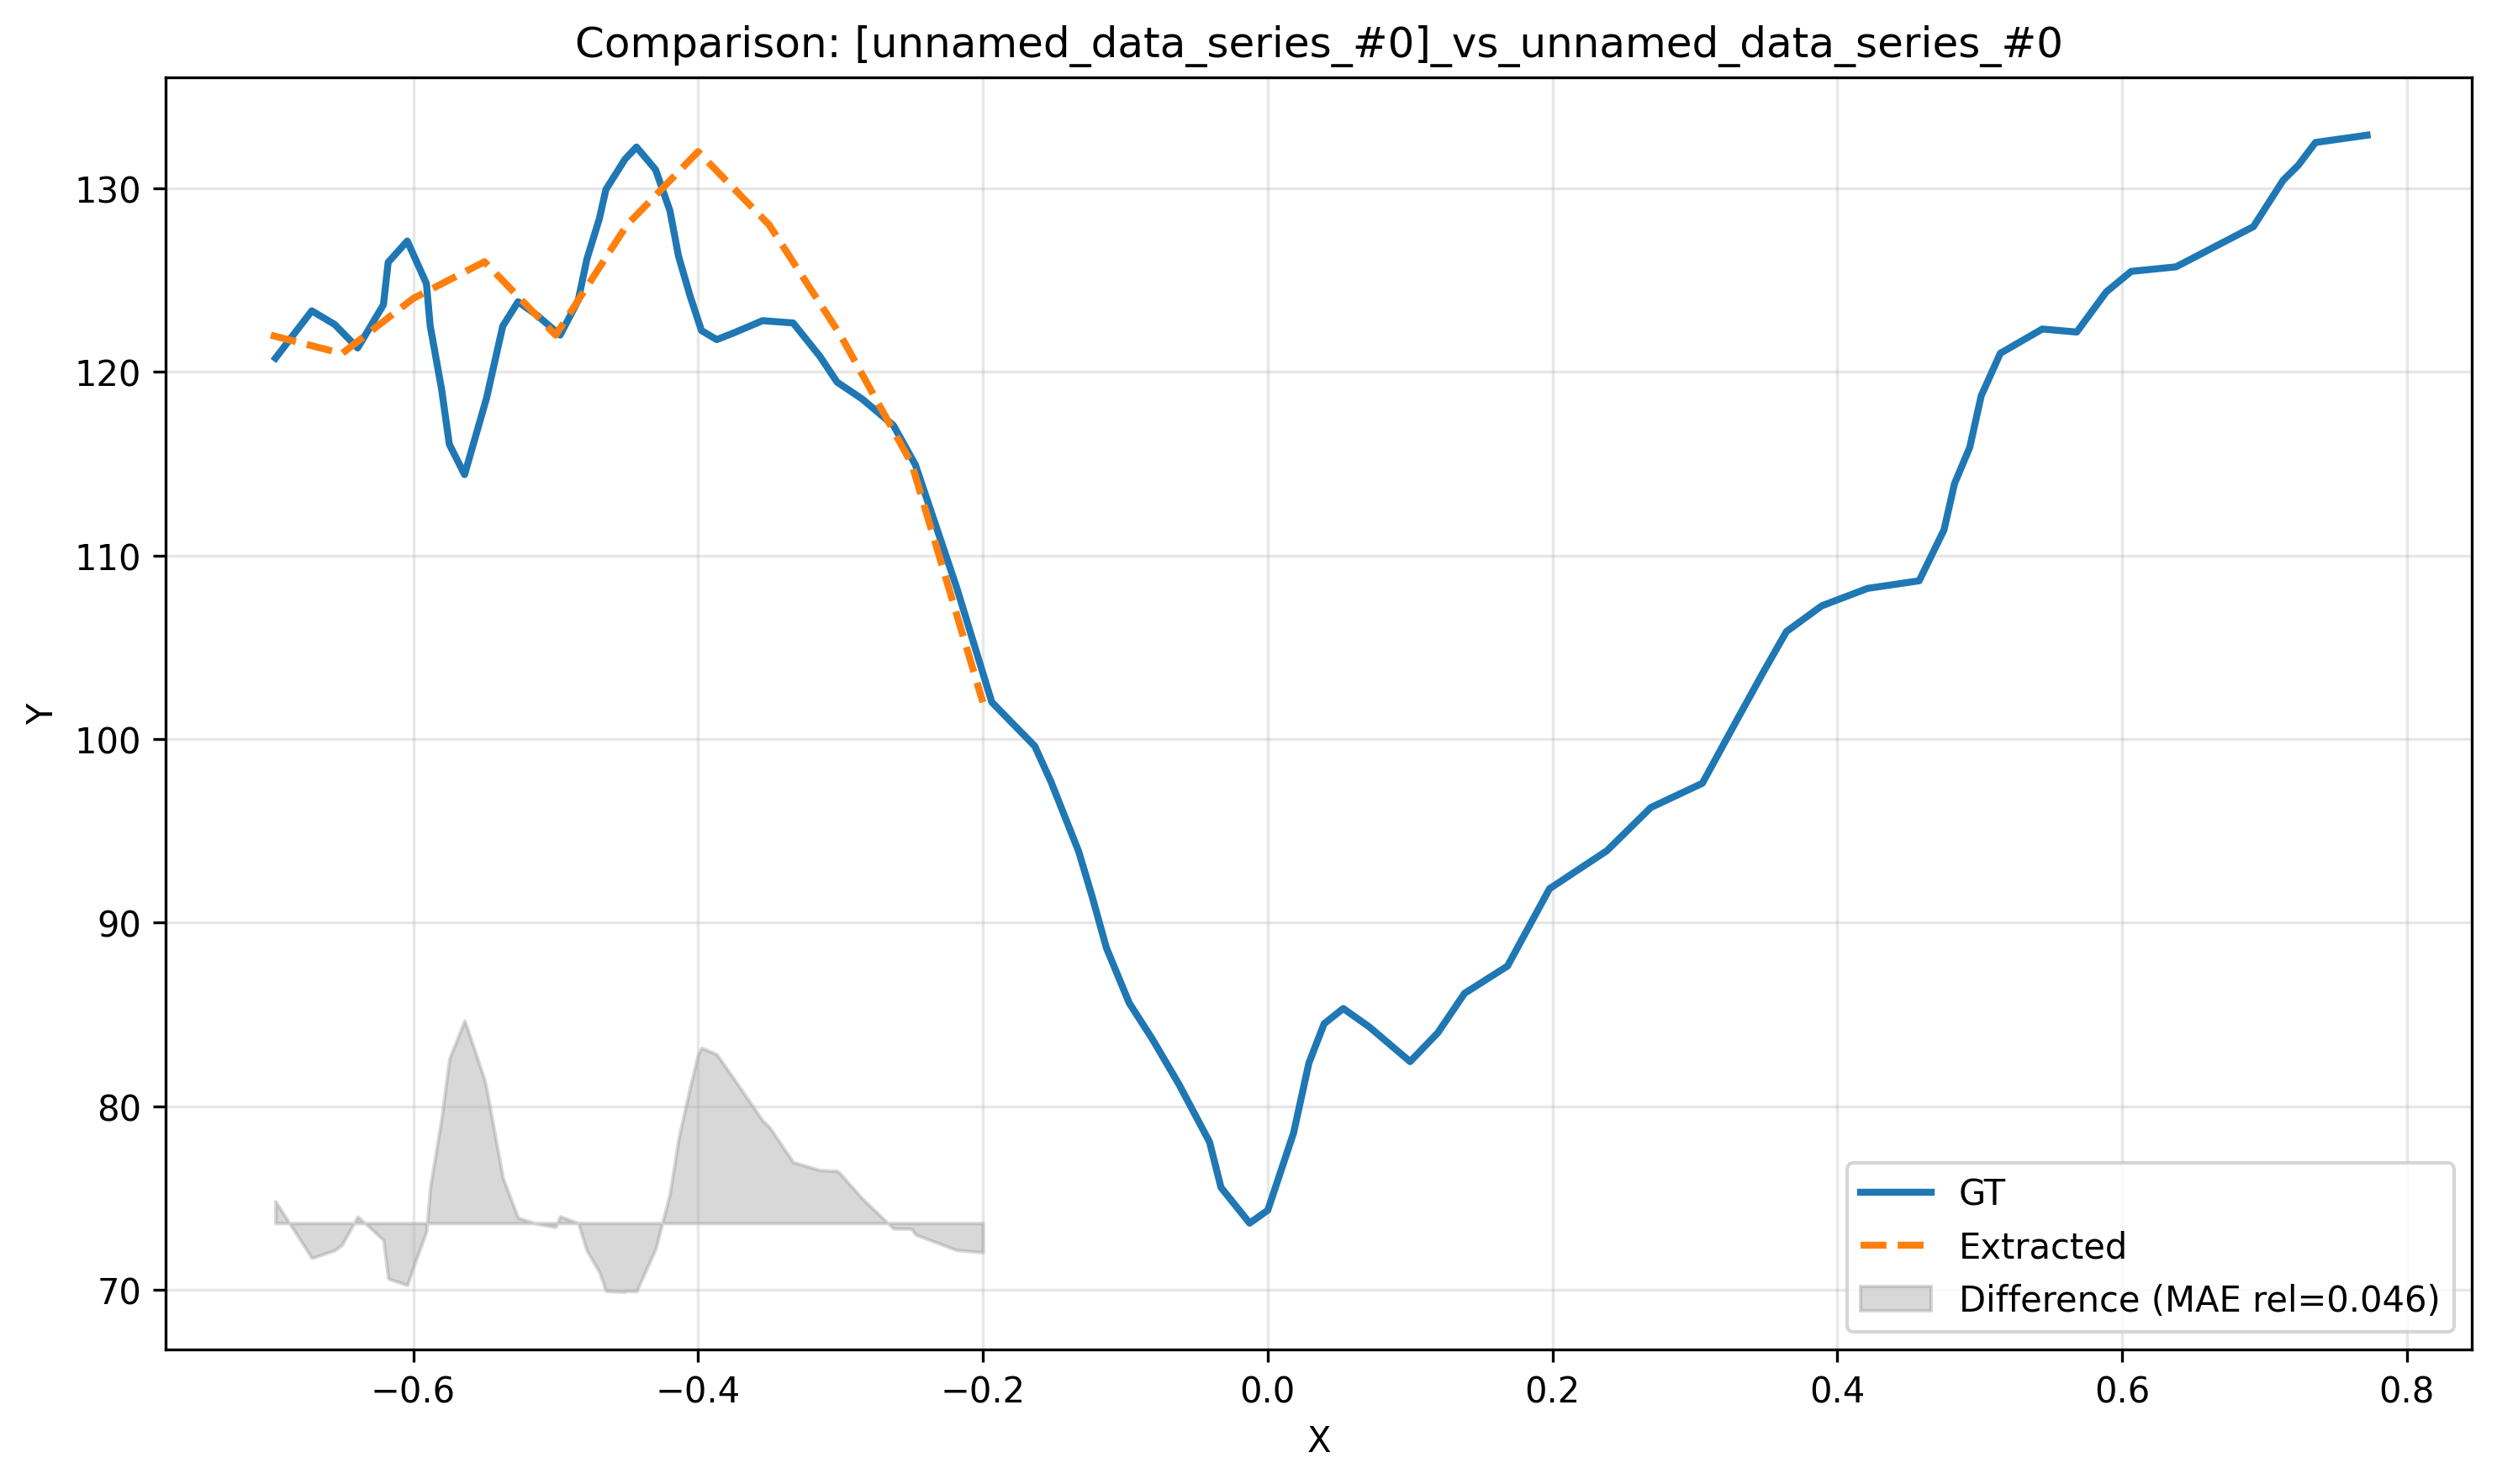 Comparison: [unnamed_data_series_#0]_vs_unnamed_data_series_#0
Y
130
120
110
100
90
80
70
−0.6
−0.4
−0.2
0.0
0.2
0.4
0.6
0.8
X
GT
Extracted
Difference (MAE rel=0.046)